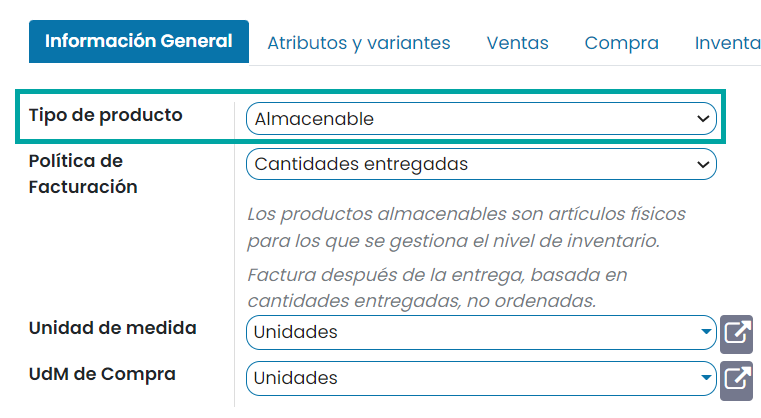 Información General Atributos y variantes Ventas Compra Inventa
Tipo de producto Almacenable
Política de Facturación Cantidades entregadas
Los productos almacenables son artículos físicos
para los que se gestiona el nivel de inventario.
Factura después de la entrega, basada en
cantidades entregadas, no ordenadas.
Unidad de medida Unidades
UdM de Compra Unidades